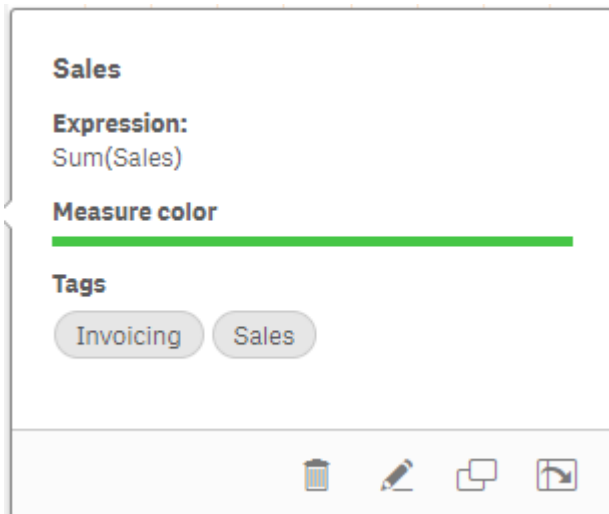 Sales
Expression:
Sum(Sales)
Measure color
Tags
Invoicing Sales